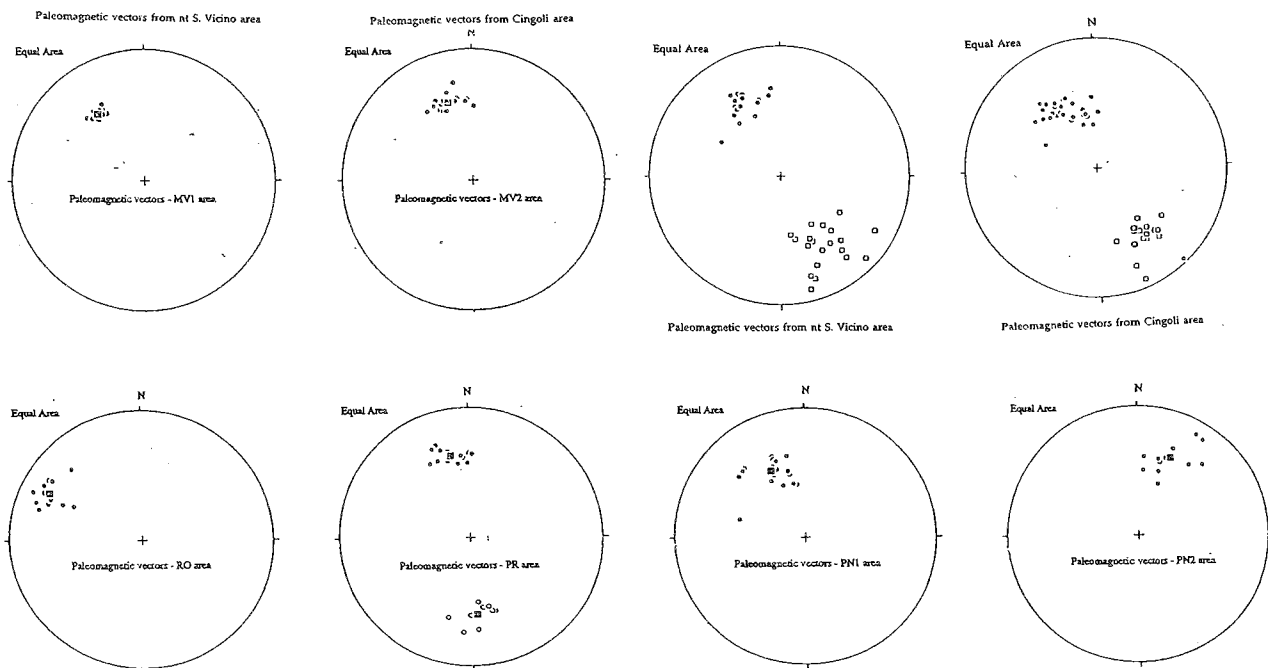 Paleomagnetic vectors from nt S. Vicino area
Paleomagnetic vectors from Cingoli area
N
Equal Area
N
Equal Area
Equal Area
Equal Area
Paleomagnetic vectors - MV1 area
Paleomagnetic vectors - MV2 area
Paleomagnetic vectors from nt S. Vicino area
Paleomagnetic vectors from Cingoli area
N
N
N
N
Equal Area
Equal Area
Equal Area
Equal Area
Paleomagnetic vectors - RO area
Paleomagnetic vectors - PR area
Paleomagnetic vectors - PN1 area
Paleomagnetic vectors - PN2 area